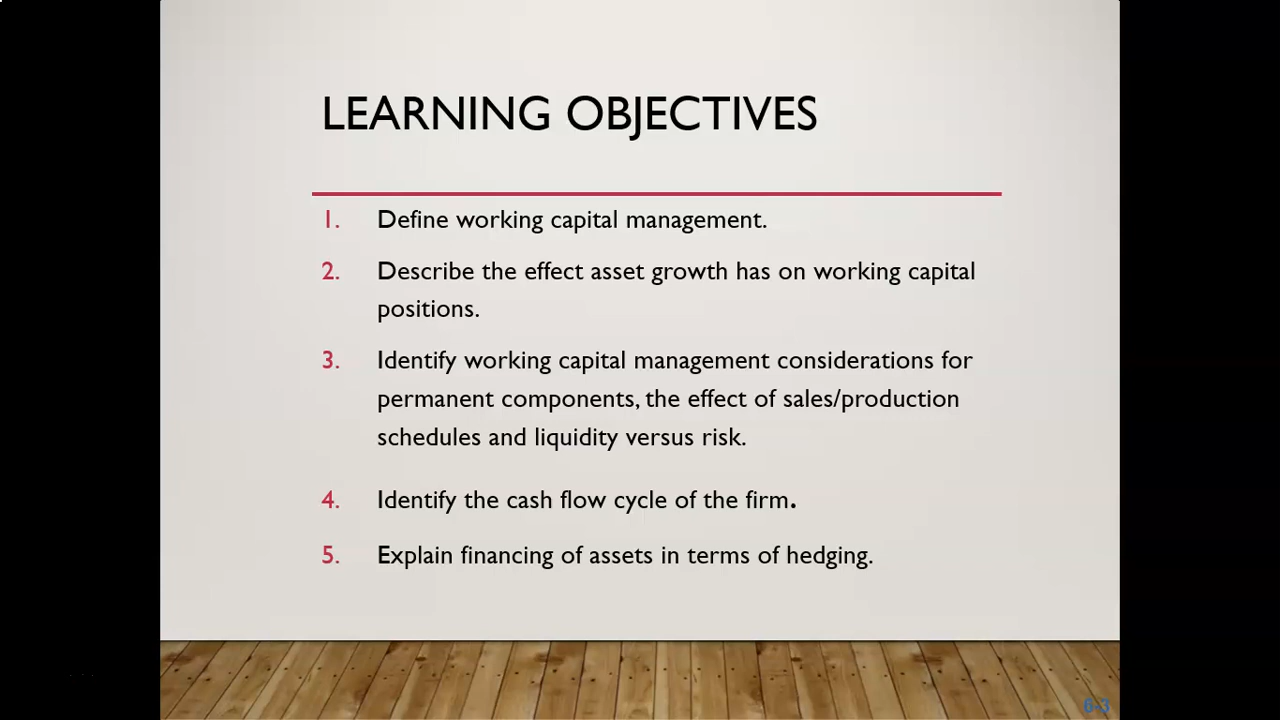 LEARNING OBJECTIVES
1. Define working capital management.
2. Describe the effect asset growth has on working capital
positions.
3. Identify working capital management considerations for
permanent components, the effect of sales/production
schedules and liquidity versus risk.
4. Identify the cash flow cycle of the firm.
5. Explain financing of assets in terms of hedging.
6-3